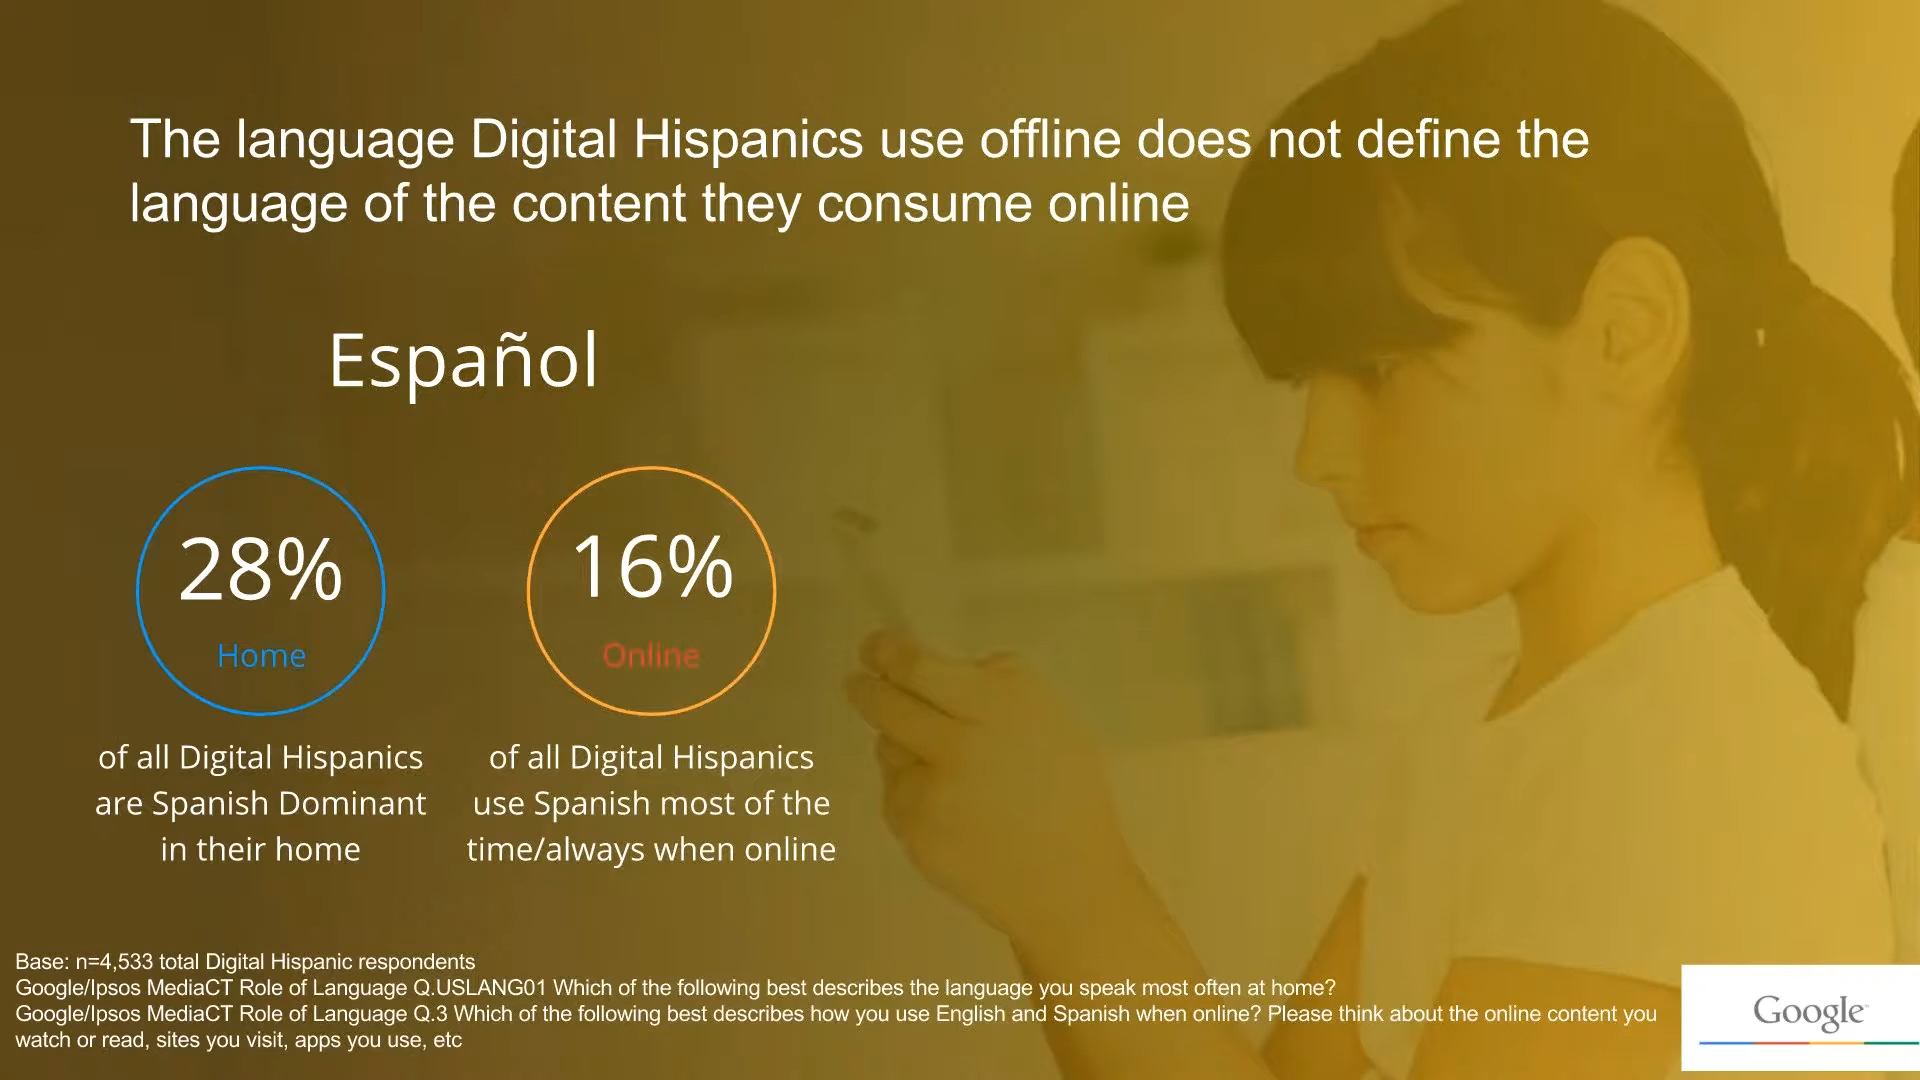 The language Digital Hispanics use offline does not define the
language of the content they consume online
Español
28%
Home
of all Digital Hispanics
are Spanish Dominant
in their home
16%
Online
of all Digital Hispanics
use Spanish most of the
time/always when online
Base: n=4,533 total Digital Hispanic respondents
Google/Ipsos MediaCT Role of Language Q.USLANG01 Which of the following best describes the language you speak most often at home?
Google/Ipsos MediaCT Role of Language Q.3 Which of the following best describes how you use English and Spanish when online? Please think about the online content you
watch or read, sites you visit, apps you use, etc
Google